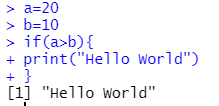 > a=20
> b=10
> if(a>b){
+ print("Hello World")
+ }
[1] "Hello World"